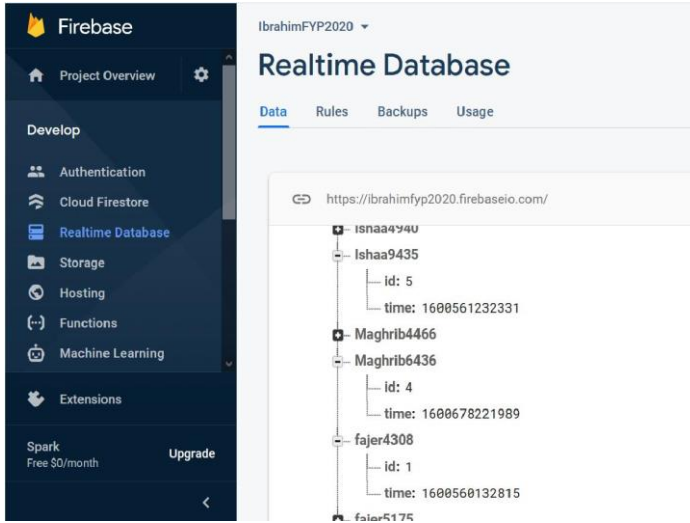 Firebase
Project Overview
Develop
Authentication
Cloud Firestore
Realtime Database
Storage
Hosting
Functions
Machine Learning
Extensions
Spark
Free $0/month
Upgrade
IbrahimFYP2020
Realtime Database
Data Rules Backups Usage
https://ibrahimfyp2020.firebaseio.com/
Ishaa4940
Ishaa9435
id: 5
time: 1600561232331
Maghrib4466
Maghrib6436
id: 4
time: 1600678221989
fajer4308
id: 1
time: 1600560132815
fajer5175